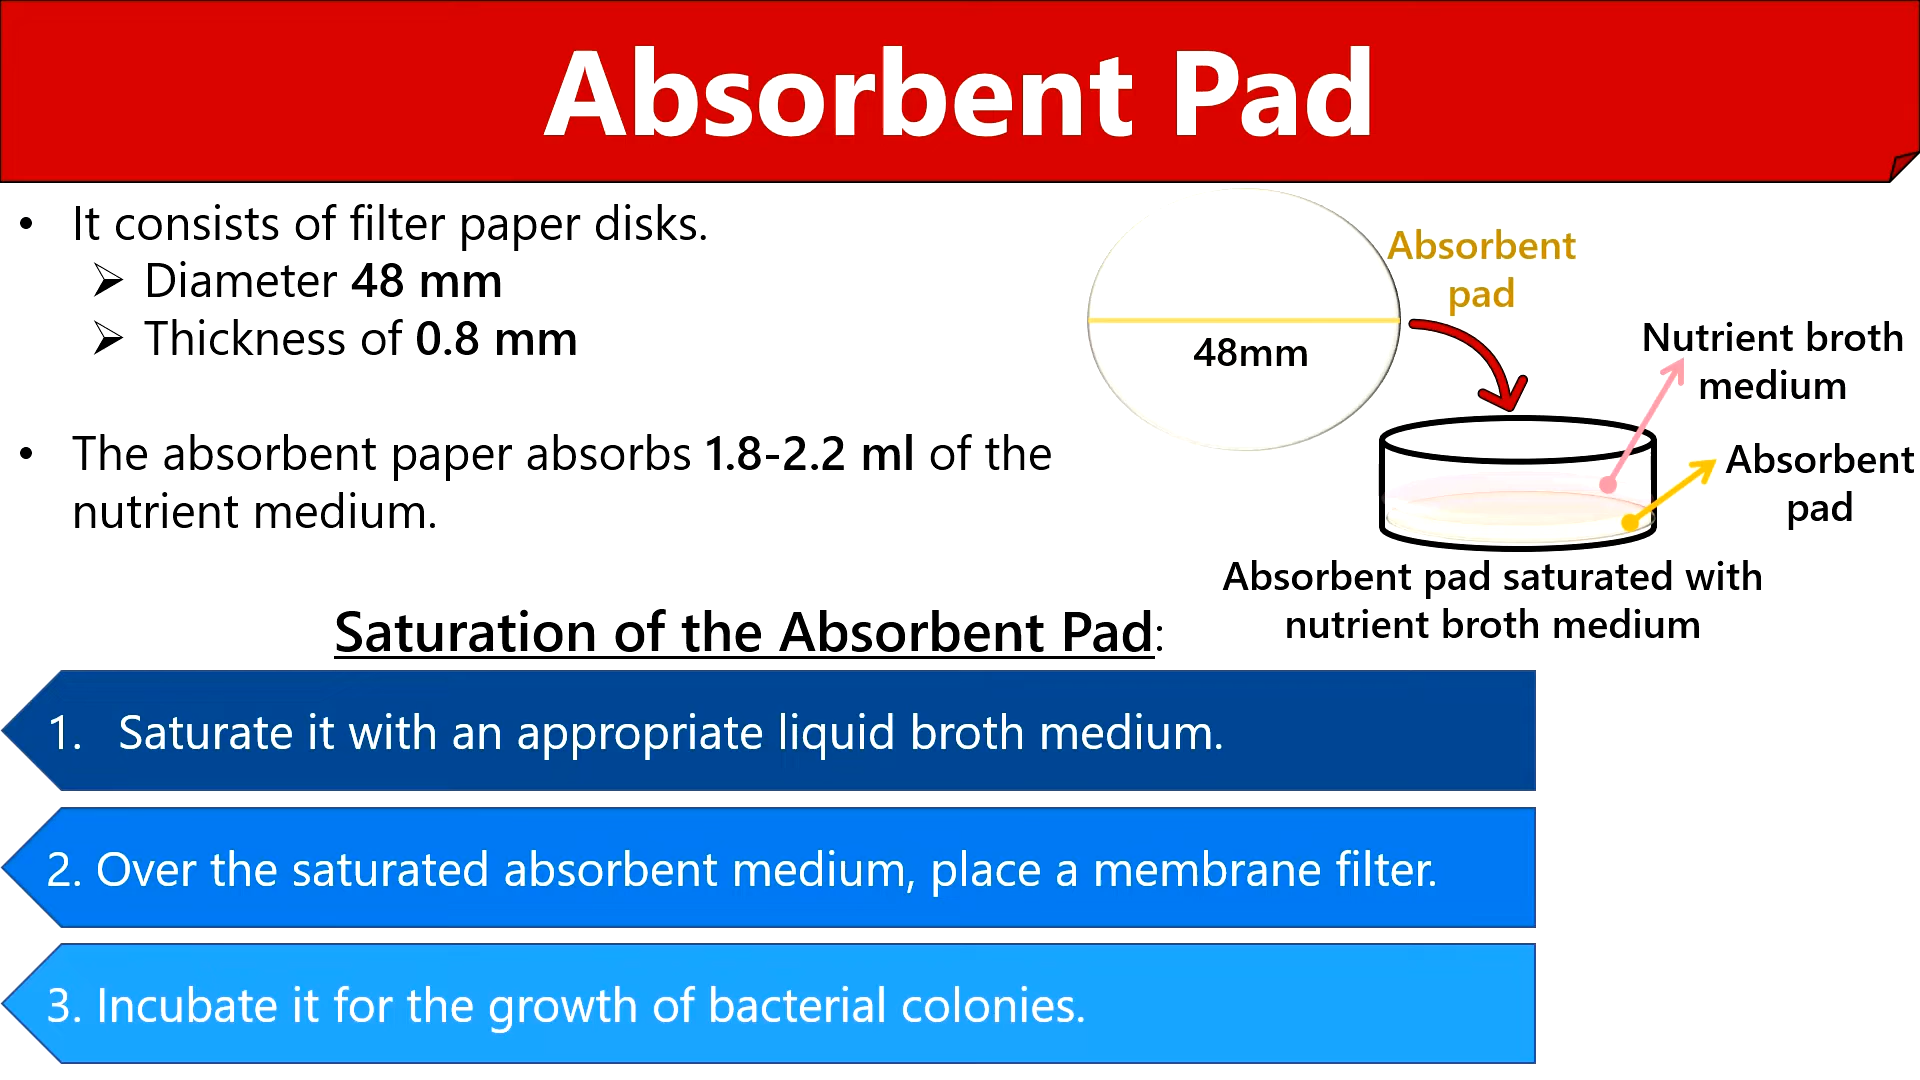 Absorbent Pad
• It consists of filter paper disks.
➢ Diameter 48 mm
➢ Thickness of 0.8 mm
• The absorbent paper absorbs 1.8-2.2 ml of the
nutrient medium.
48mm
Absorbent
pad
Nutrient broth
medium
Absorbent
pad
Absorbent pad saturated with
nutrient broth medium
Saturation of the Absorbent Pad:
1. Saturate it with an appropriate liquid broth medium.
2. Over the saturated absorbent medium, place a membrane filter.
3. Incubate it for the growth of bacterial colonies.